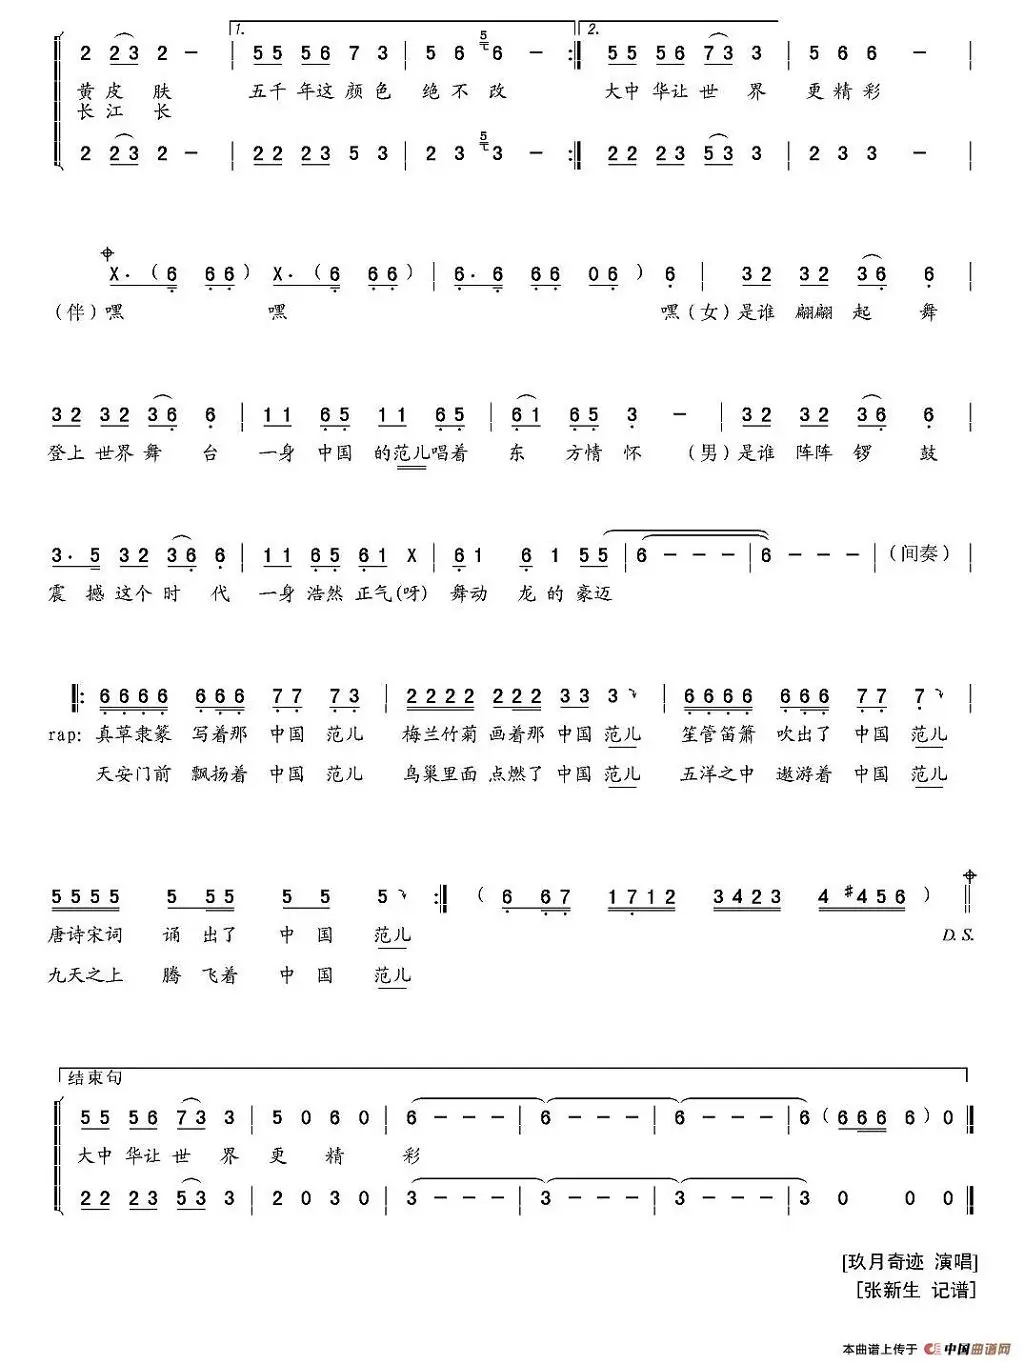 1. 2.
2 2 3 2 － | 5 5 5 6 7 3 | 5 6 5 6 － :| 5 5 5 6 7 3 3 | 5 6 6 － |
黄皮 肤 五千 年这 颜色 绝不 改 大中 华让 世 界 更精彩
长江 长
2 2 3 2 － | 2 2 2 3 5 3 | 2 3 5 3 － :| 2 2 2 3 5 3 3 | 2 3 3 － |
X· （6 6 6） X· （6 6 6） | 6·6 6 6 0 6 ） 6 | 3 2 3 2 3 6 6 |
（伴）嘿 嘿 嘿（女）是谁 翩翩 起 舞
3 2 3 2 3 6 6 | 1 1 6 5 1 1 6 5 | 6 1 6 5 3 － | 3 2 3 2 3 6 6 |
登上 世界 舞 台 一身 中国 的范儿唱着 东 方情 怀 （男）是谁 阵阵 锣 鼓
3· 5 3 2 3 6 6 | 1 1 6 5 6 1 X | 6 1 6 1 5 5 | 6 － － － | 6 － － － | （间奏） |
震 撼 这个 时 代 一身 浩然 正气(呀) 舞动 龙的豪迈
|: 6 6 6 6 6 6 6 7 7 7 3 | 2 2 2 2 2 2 2 3 3 3 | 6 6 6 6 6 6 6 7 7 7 |
rap: 真草隶篆 写着那 中国 范儿 梅兰竹菊 画着那 中国 范儿 笙管笛箫 吹出了 中国 范儿
天安门前 飘扬着 中国 范儿 鸟巢里面 点燃了 中国 范儿 五洋之中 遨游着 中国 范儿
5 5 5 5 5 5 5 5 5 5 :| （ 6 6 7 1 7 1 2 3 4 2 3 4 #4 5 6 ） ||
唐诗宋词 诵 出了 中 国 范儿 D.S.
九天之上 腾 飞着 中 国 范儿
结束句
5 5 5 6 7 3 3 | 5 0 6 0 | 6 － － － | 6 － － － | 6 － － － | 6 （6 6 6 6）0 ||
大中 华让 世 界 更 精 彩
2 2 2 3 5 3 3 | 2 0 3 0 | 3 － － － | 3 － － － | 3 － － － | 3 0 0 0 ||
[玖月奇迹 演唱]
[张新生 记谱]
本曲谱上传于 中国曲谱网